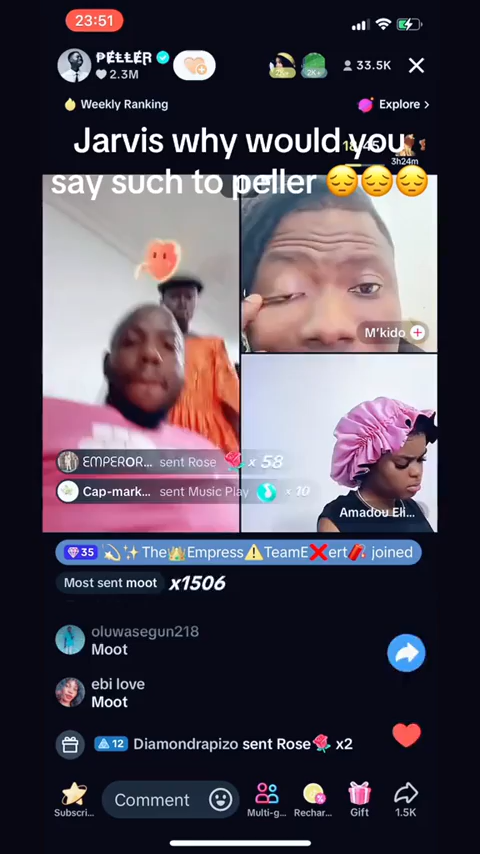 23:51
₱ɆⱠⱠɆⱤ
2.3M
2K+
33.5K
Weekly Ranking
Explore >
Jarvis why would you
3h24m
say such to peller 😔😔😔
M'kido
EMPEROR... sent Rose 🌹 x 58
Cap-mark... sent Music Play x 10
Amadou Eli...
35 💫✨The👑Empress⚠️TeamE❌ert🧨 joined
Most sent moot x1506
oluwasegun218
Moot
ebi love
Moot
12 Diamondrapizo sent Rose🌹 x2
Comment
Subscri...
Multi-g...
Rechar...
Gift
1.5K